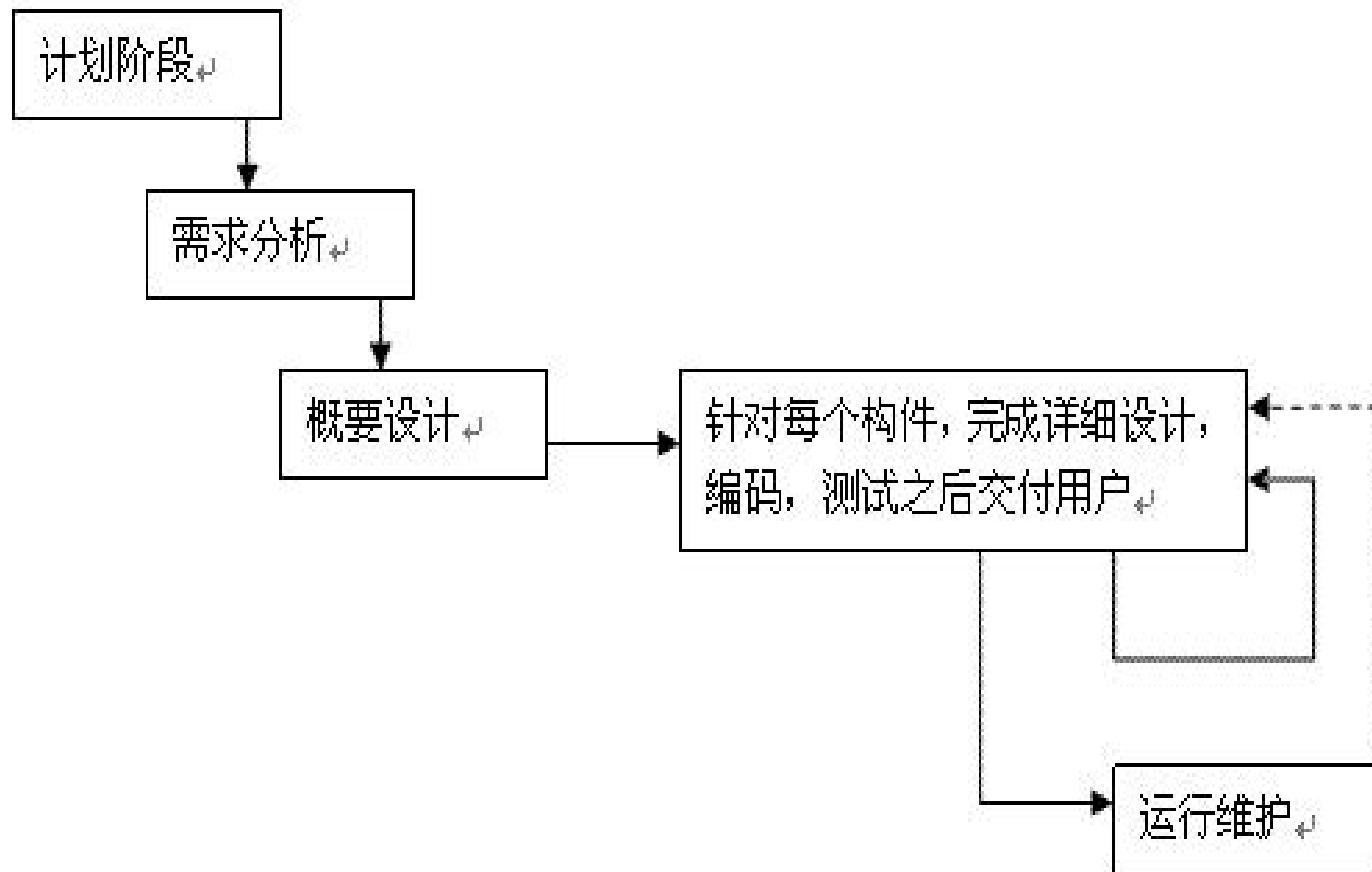 计划阶段
需求分析
概要设计
针对每个构件，完成详细设计，
编码，测试之后交付用户
运行维护